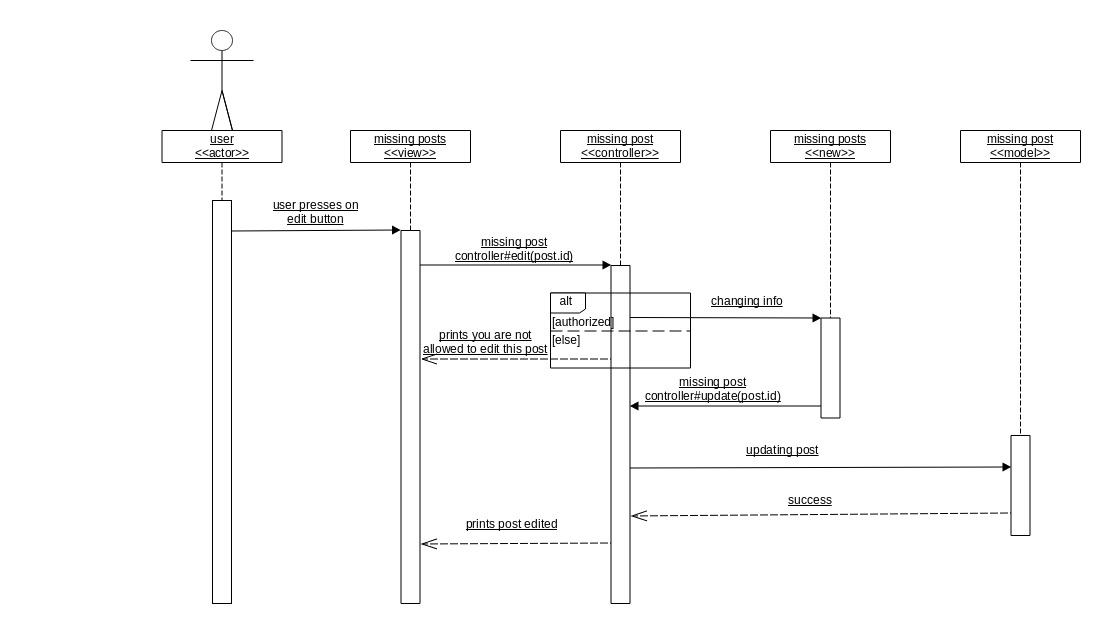 user
<<actor>>
missing posts
<<view>>
missing post
<<controller>>
missing posts
<<new>>
missing post
<<model>>
user presses on
edit button
missing post
controller#edit(post.id)
alt
changing info
[authorized]
prints you are not
allowed to edit this post
[else]
missing post
controller#update(post.id)
updating post
success
prints post edited